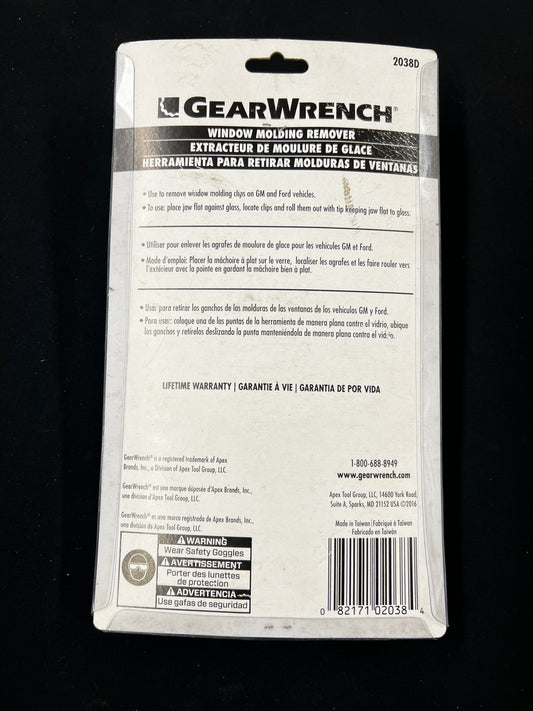 2038D
GEARWRENCH®
WINDOW MOLDING REMOVER
EXTRACTEUR DE MOULURE DE GLACE
HERRAMIENTA PARA RETIRAR MOLDURAS DE VENTANAS
• Use to remove window molding clips on GM and Ford vehicles.
• To use: place jaw flat against glass, locate clips and roll them out with tip keeping jaw flat to glass.
• Utiliser pour enlever les agrafes de moulure de glace pour les vehicules GM et Ford.
• Mode d'emploi: Placer la mâchoire à plat sur le verre, localiser les agrafes et les faire rouler vers
l'extérieur avec la pointe en gardant la mâchoire bien à plat.
• Usar para retirar los ganchos de las molduras de las ventanas de los vehículos GM y Ford.
• Para usar: coloque una de las puntas de la herramienta de manera plana contra el vidrio, ubique
los ganchos y retírelos deslizando la punta manteniéndola de manera plana contra el vidrio.
LIFETIME WARRANTY | GARANTIE À VIE | GARANTIA DE POR VIDA
GearWrench® is a registered trademark of Apex
Brands, Inc., a Division of Apex Tool Group, LLC.
GearWrench® est une marque déposée d'Apex Brands, Inc.,
une division d'Apex Tool Group, LLC.
GearWrench® es una marca registrada de Apex Brands, Inc.,
una división de Apex Tool Group, LLC.
1-800-688-8949
www.gearwrench.com
Apex Tool Group, LLC, 14600 York Road,
Suite A, Sparks, MD 21152 USA ©2016
Made in Taiwan | Fabriqué à Taiwan
Fabricado en Taiwán
WARNING
Wear Safety Goggles
AVERTISSEMENT
Porter des lunettes
de protection
ADVERTENCIA
Use gafas de seguridad
0 82171 02038 4